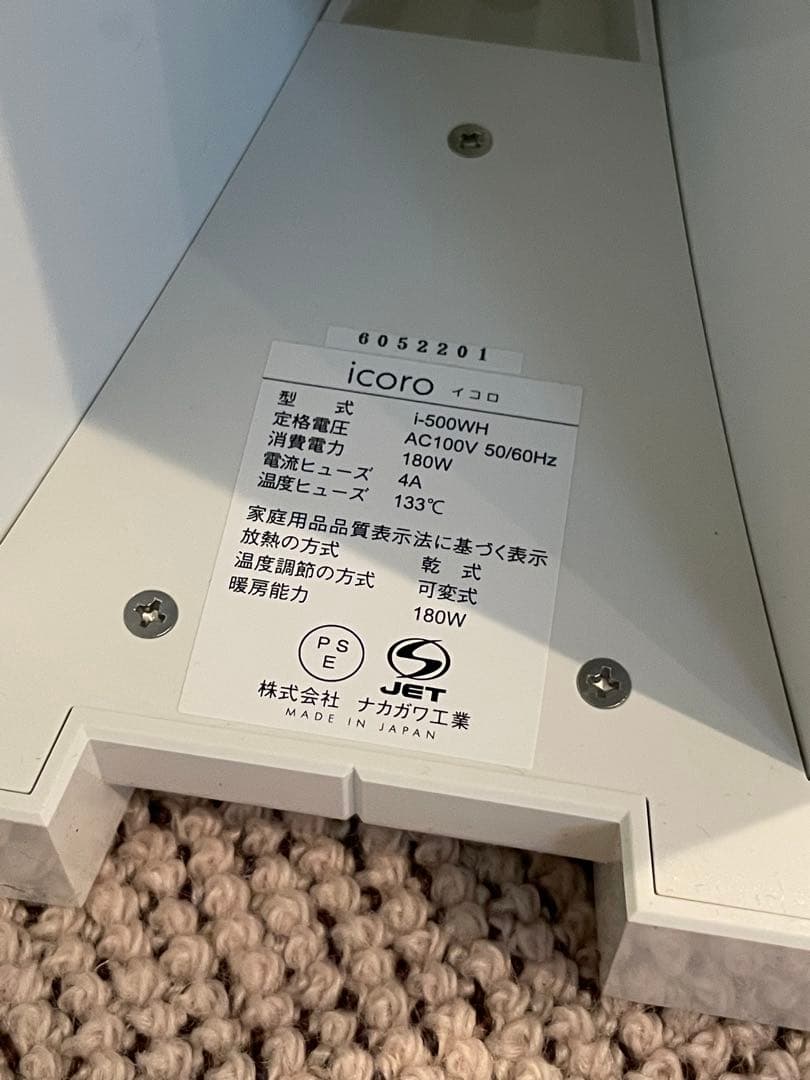 6052201
icoro イコロ
型 式 i-500WH
定格電圧 AC100V 50/60Hz
消費電力 180W
電流ヒューズ 4A
温度ヒューズ 133℃
家庭用品品質表示法に基づく表示
放熱の方式 乾 式
温度調節の方式 可変式
暖房能力 180W
PS
E
JET
株式会社 ナカガワ工業
MADE IN JAPAN